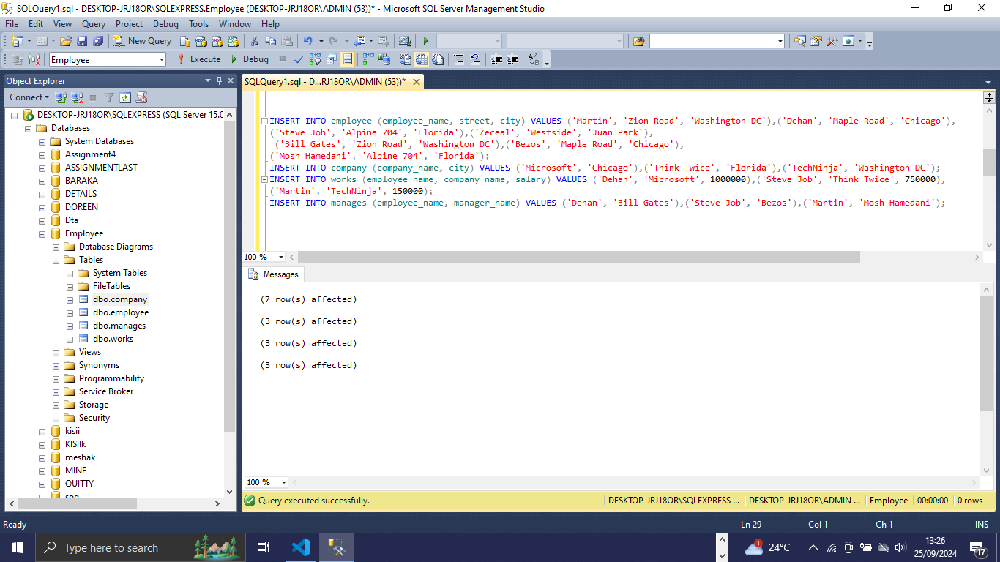 SQLQuery1.sql - DESKTOP-JRJ18OR\SQLEXPRESS.Employee (DESKTOP-JRJ18OR\ADMIN (53))* - Microsoft SQL Server Management Studio
File Edit View Query Project Debug Tools Window Help
New Query
Employee Execute Debug
Object Explorer
Connect
DESKTOP-JRJ18OR\SQLEXPRESS (SQL Server 15.0
Databases
System Databases
Assignment4
ASSIGNMENTLAST
BARAKA
DETAILS
DOREEN
Dta
Employee
Database Diagrams
Tables
System Tables
FileTables
dbo.company
dbo.employee
dbo.manages
dbo.works
Views
Synonyms
Programmability
Service Broker
Storage
Security
kisii
KISIIk
meshak
MINE
QUITTY
SQLQuery1.sql - D...RJ18OR\ADMIN (53))*
INSERT INTO employee (employee_name, street, city) VALUES ('Martin', 'Zion Road', 'Washington DC'),('Dehan', 'Maple Road', 'Chicago'),
('Steve Job', 'Alpine 704', 'Florida'),('Zeceal', 'Westside', 'Juan Park'),
('Bill Gates', 'Zion Road', 'Washington DC'),('Bezos', 'Maple Road', 'Chicago'),
('Mosh Hamedani', 'Alpine 704', 'Florida');
INSERT INTO company (company_name, city) VALUES ('Microsoft', 'Chicago'),('Think Twice', 'Florida'),('TechNinja', 'Washington DC');
INSERT INTO works (employee_name, company_name, salary) VALUES ('Dehan', 'Microsoft', 1000000),('Steve Job', 'Think Twice', 750000),
('Martin', 'TechNinja', 150000);
INSERT INTO manages (employee_name, manager_name) VALUES ('Dehan', 'Bill Gates'),('Steve Job', 'Bezos'),('Martin', 'Mosh Hamedani');
100 %
Messages
(7 row(s) affected)
(3 row(s) affected)
(3 row(s) affected)
(3 row(s) affected)
100 %
Query executed successfully. DESKTOP-JRJ18OR\SQLEXPRESS ... DESKTOP-JRJ18OR\ADMIN ... Employee 00:00:00 0 rows
Ready Ln 29 Col 1 Ch 1 INS
Type here to search 1 24°C 13:26
25/09/2024 17